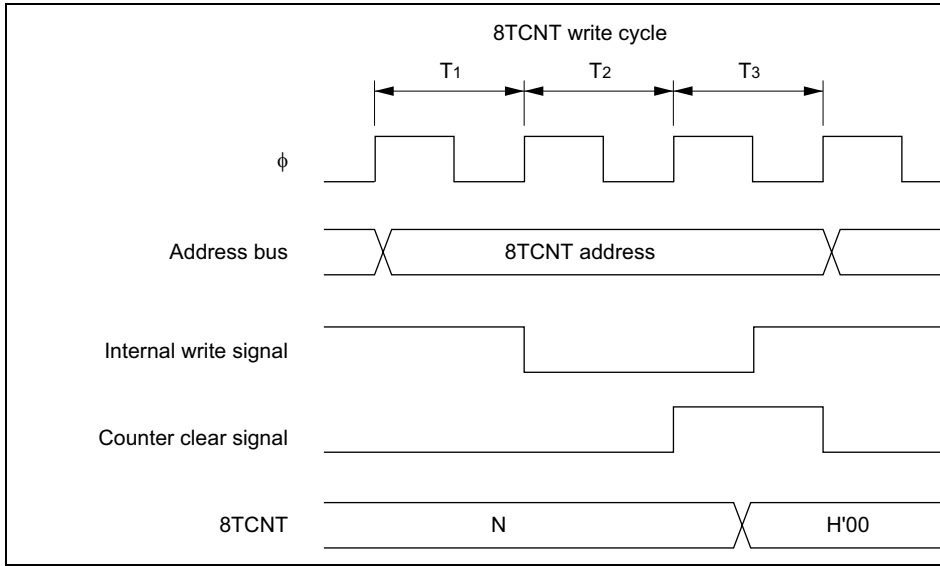 8TCNT write cycle
T1 T2 T3
ϕ
Address bus 8TCNT address
Internal write signal
Counter clear signal
8TCNT N H'00